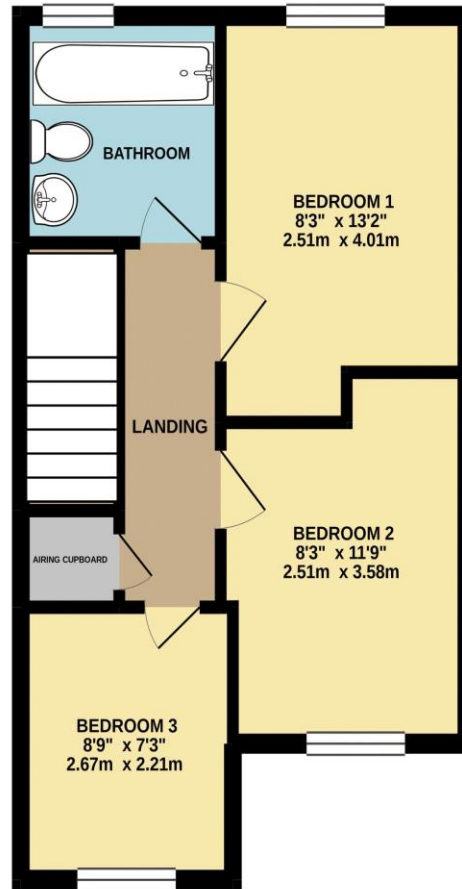 BATHROOM
BEDROOM 1
8'3" x 13'2"
2.51m x 4.01m
LANDING
BEDROOM 2
8'3" x 11'9"
2.51m x 3.58m
AIRING CUPBOARD
BEDROOM 3
8'9" x 7'3"
2.67m x 2.21m